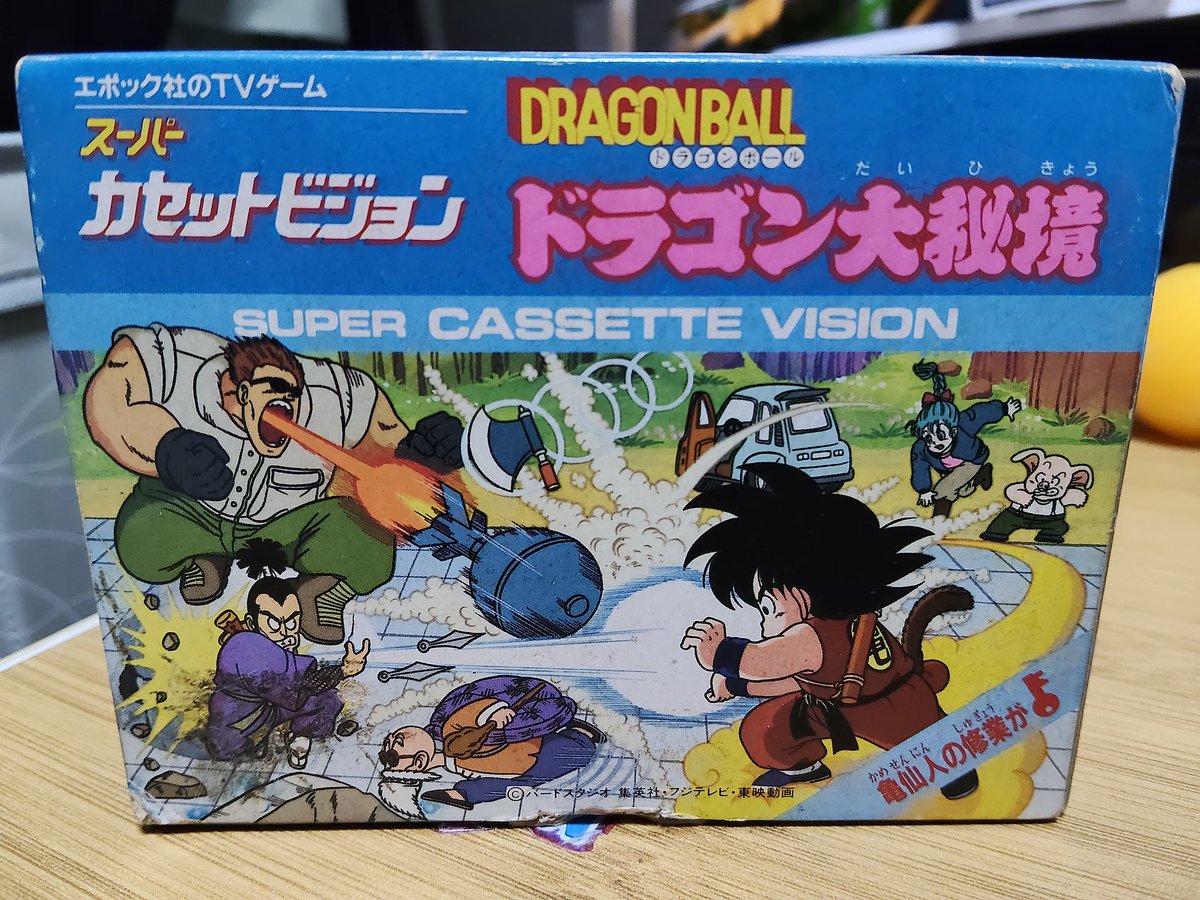 エポック社のTVゲーム
スーパー
カセットビジョン
DRAGON BALL
ドラゴンボール
だいひきょう
ドラゴン大秘境
SUPER CASSETTE VISION
かめせんにん しゅぎょう
亀仙人の修業が
©バードスタジオ 集英社・フジテレビ・東映動画